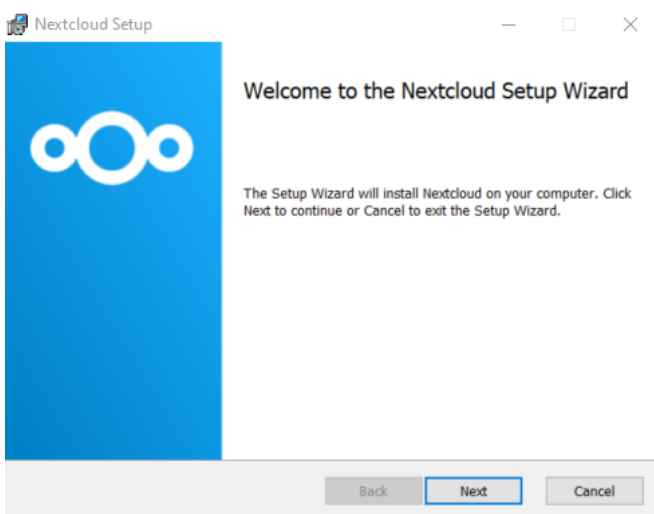 Nextcloud Setup
Welcome to the Nextcloud Setup Wizard
The Setup Wizard will install Nextcloud on your computer. Click
Next to continue or Cancel to exit the Setup Wizard.
Back Next Cancel